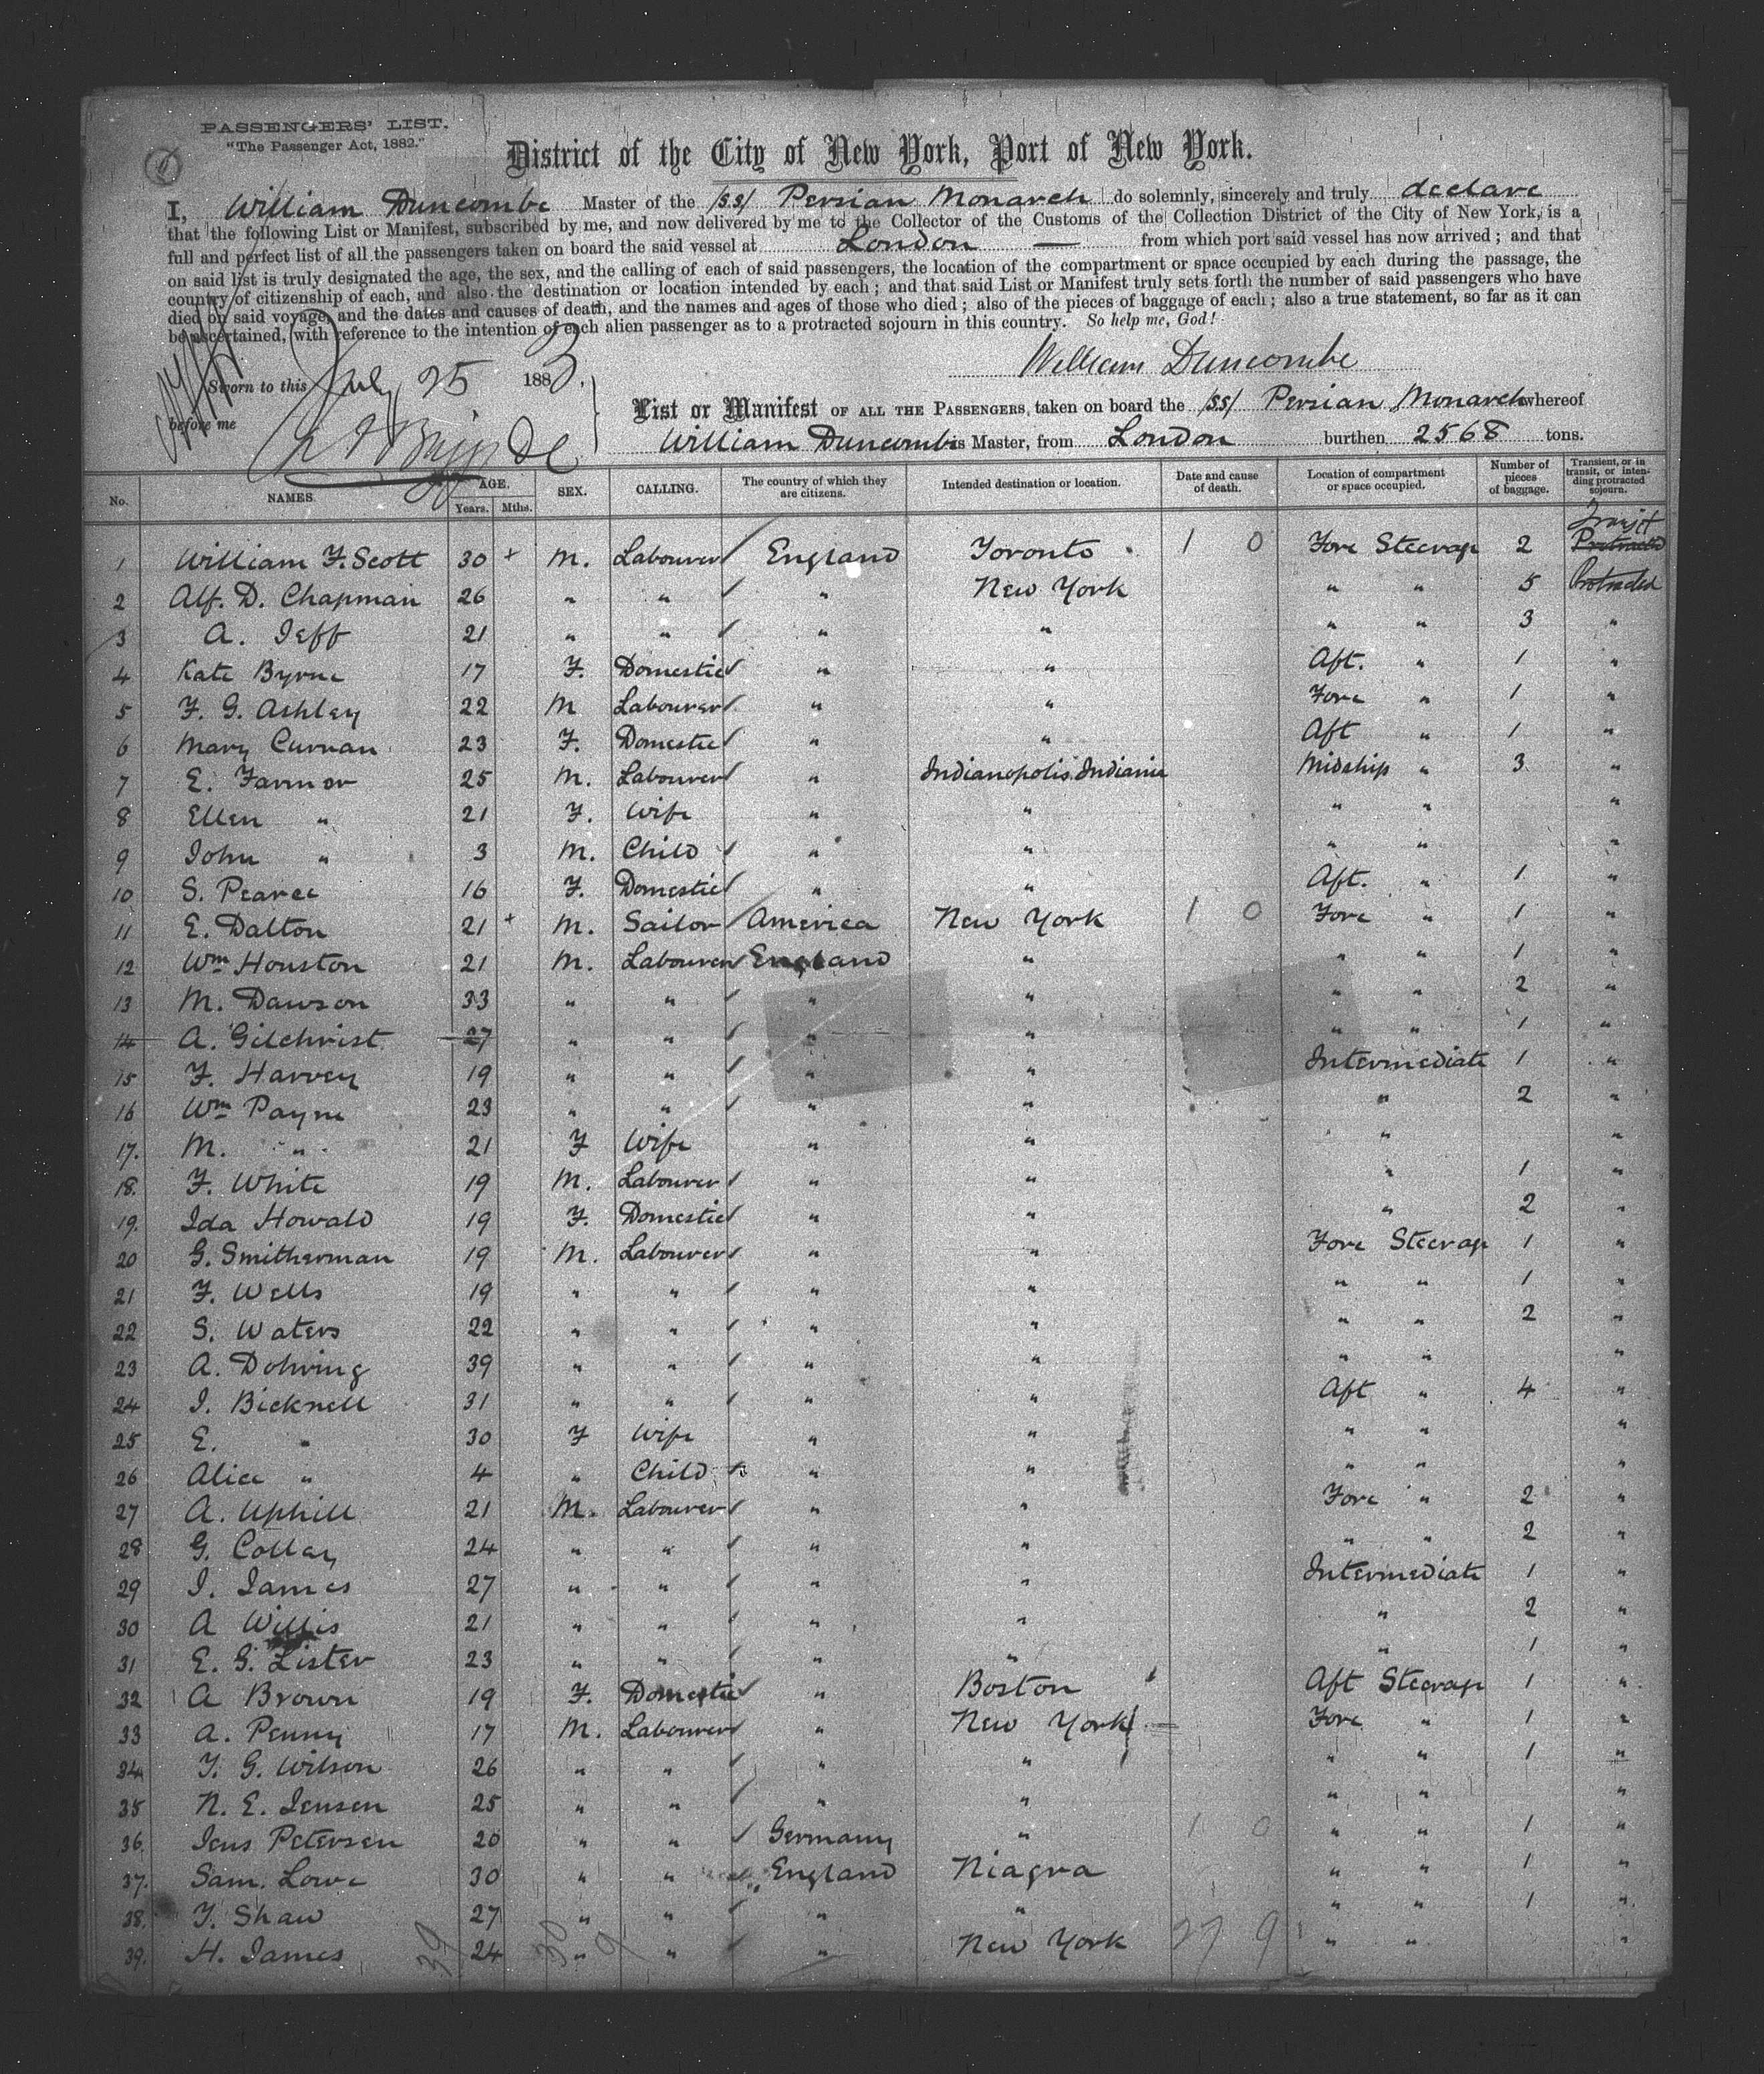 PASSENGERS' LIST.
"The Passenger Act, 1882."
District of the City of New York, Port of New York.
I, William Duncombe Master of the /SS/ Persian Monarch do solemnly, sincerely and truly declare
that the following List or Manifest, subscribed by me, and now delivered by me to the Collector of the Customs of the Collection District of the City of New York, is a
full and perfect list of all the passengers taken on board the said vessel at London — from which port said vessel has now arrived; and that
on said list is truly designated the age, the sex, and the calling of each of said passengers, the location of the compartment or space occupied by each during the passage, the
country of citizenship of each, and also the destination or location intended by each; and that said List or Manifest truly sets forth the number of said passengers who have
died on said voyage, and the dates and causes of death, and the names and ages of those who died; also of the pieces of baggage of each; also a true statement, so far as it can
be ascertained, with reference to the intention of each alien passenger as to a protracted sojourn in this country. So help me, God!
William Duncombe
Sworn to this July 25 1883.
before me
List or Manifest OF ALL THE PASSENGERS, taken on board the /SS/ Persian Monarch whereof
William Duncombe is Master, from London burthen 2568 tons.
No. NAMES. AGE. Years. Mths. SEX. CALLING. The country of which they are citizens. Intended destination or location. Date and cause of death. Location of compartment or space occupied. Number of pieces of baggage. Transient, or in transit, or intending protracted sojourn.
Transit
1 William F. Scott 30 + M. Labourer England Toronto 1 0 Fore Steerage 2 Protracted
2 Alf. D. Chapman 26 " " " New York " " 5 Protracted
3 A. Jeff 21 " " " " " " 3 "
4 Kate Byrne 17 F. Domestic " " Aft. " 1 "
5 F. G. Ashley 22 M Labourer " " Fore " 1 "
6 Mary Curran 23 F. Domestic " " Aft " 1 "
7 E. Farmer 25 M. Labourer " Indianopolis. Indiania Midship " 3 "
8 Ellen " 21 F. Wife " " " " "
9 John " 3 M. Child " " " " "
10 S. Pearce 16 F. Domestic " " Aft. " 1 "
11 E. Dalton 21 + M. Sailor America New York 1 0 Fore " 1 "
12 Wm Houston 21 M. Labourer England " " " 1 "
13 M. Dawson 33 " " " " " " 2 "
14 A. Gilchrist 27 " " " " " " 1 "
15 F. Harvey 19 " " " " Intermediate 1 "
16 Wm Payne 23 " " " " " 2 "
17. M. " 21 F Wife " " " "
18. F. White 19 M. Labourer " " " 1 "
19. Ida Howald 19 F. Domestic " " " 2 "
20 G. Smitherman 19 M. Labourer " " Fore Steerage 1 "
21 F. Wells 19 " " " " " " 1 "
22 S. Waters 22 " " " " " " 2 "
23 A. Dohring 39 " " " " " " "
24 I. Bicknell 31 " " " " Aft " 4 "
25 E. " 30 F Wife " " " " "
26 Alice " 4 " Child " " " " "
27 A. Uphill 21 M. Labourer " " Fore " 2 "
28 G. Collay 24 " " " " " " 2 "
29 I. James 27 " " " " Intermediate 1 "
30 A Willis 21 " " " " " 2 "
31 E. G. Lister 23 " " " " " 1 "
32 A Brown 19 F. Domestic " Boston Aft Steerage 1 "
33 A. Penny 17 M. Labourer " New York Fore " 1 "
34 T. G. Wilson 26 " " " " " " 1 "
35 N. E. Jensen 25 " " " " " " "
36. Jens Petersen 20 " " Germany " 1 0 " " 1 "
37. Sam. Lowe 30 " " England Niagra " " 1 "
38. T. Shaw 27 " " " " " " 1 "
39. H. James 24 " " " New York " " "
39 30 9 27 9